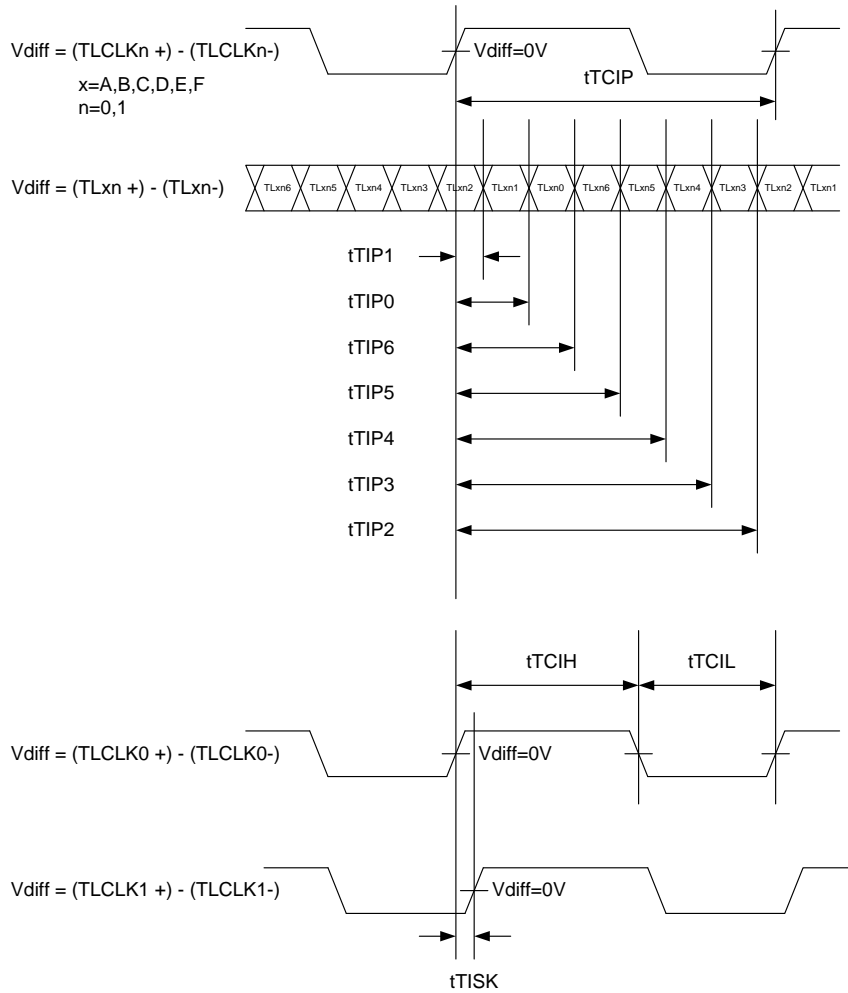 Vdiff = (TLCLKn +) - (TLCLKn-)
Vdiff=0V
x=A,B,C,D,E,F
n=0,1
tTCIP
Vdiff = (TLxn +) - (TLxn-)
TLxn6 TLxn5 TLxn4 TLxn3 TLxn2 TLxn1 TLxn0 TLxn6 TLxn5 TLxn4 TLxn3 TLxn2 TLxn1
tTIP1
tTIP0
tTIP6
tTIP5
tTIP4
tTIP3
tTIP2
tTCIH tTCIL
Vdiff = (TLCLK0 +) - (TLCLK0-) Vdiff=0V
Vdiff = (TLCLK1 +) - (TLCLK1-) Vdiff=0V
tTISK